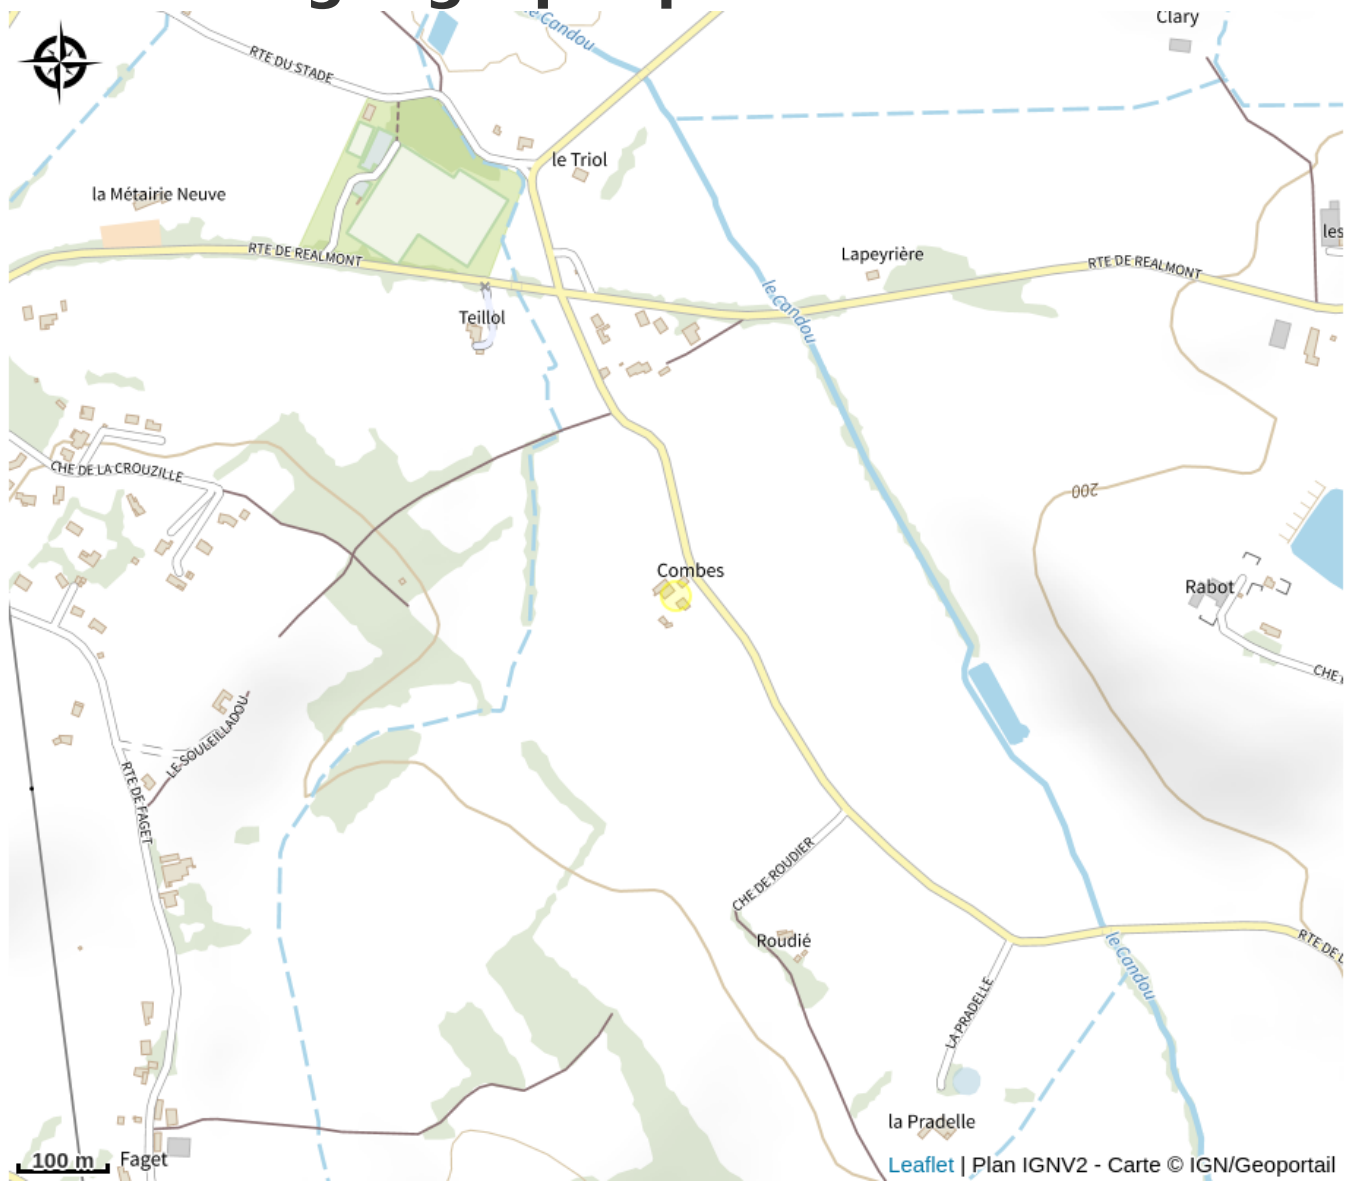 le Candou
Clary
RTE DU STADE
le Triol
la Métairie Neuve
les
RTE DE REALMONT
Lapeyrière
RTE DE REALMONT
le Candou
Teillol
CHE DE LA CROUZILLE
200
Combes
Rabot
CHE
LE SOULEILLADOU
RTE DE FAGET
CHE DE ROUDIER
Roudié
le Candou
RTE DE L
LA PRADELLE
la Pradelle
Faget
100 m
Leaflet | Plan IGNV2 - Carte © IGN/Geoportail